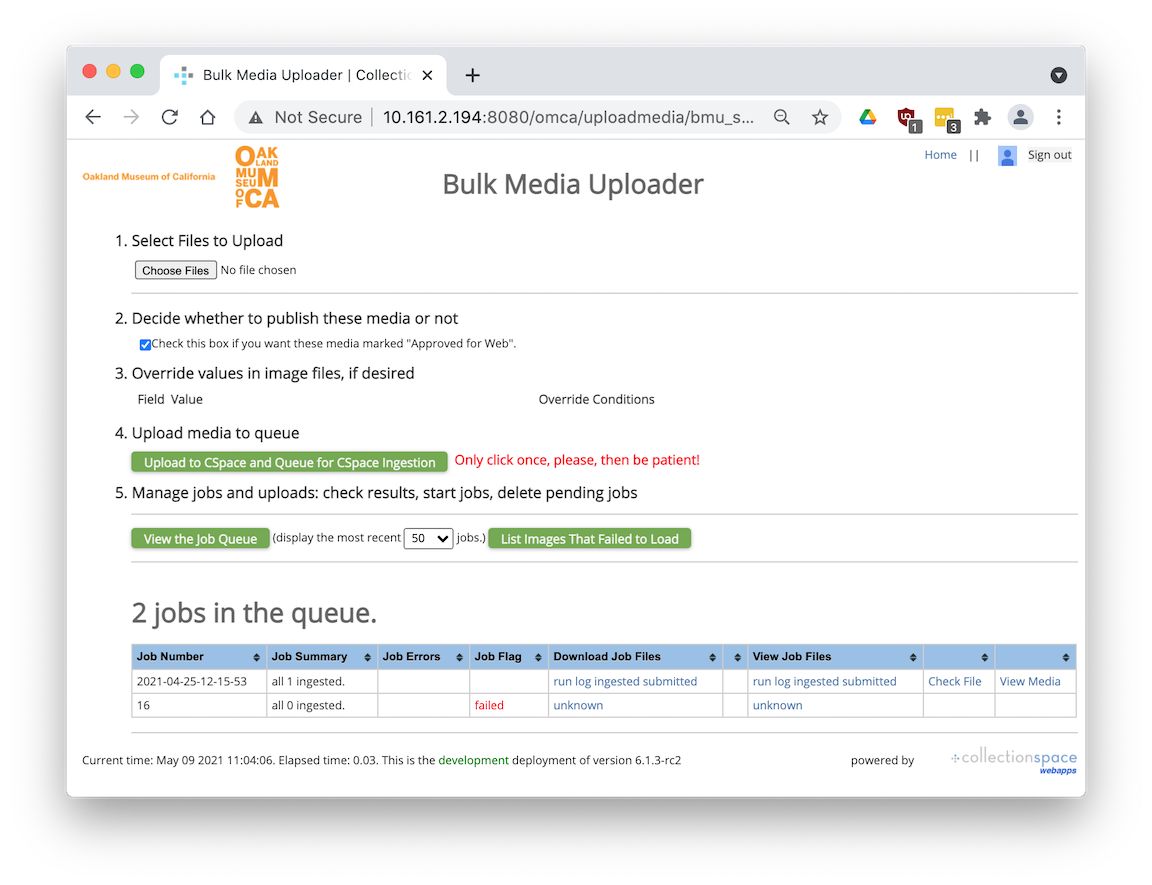 Bulk Media Uploader | Collectic
Not Secure | 10.161.2.194:8080/omca/uploadmedia/bmu_s...
1
3
Home || Sign out
Oakland Museum of California
OAKLAND MUSEUM OF CA
Bulk Media Uploader
1. Select Files to Upload
Choose Files No file chosen
2. Decide whether to publish these media or not
Check this box if you want these media marked "Approved for Web".
3. Override values in image files, if desired
Field Value Override Conditions
4. Upload media to queue
Upload to CSpace and Queue for CSpace Ingestion Only click once, please, then be patient!
5. Manage jobs and uploads: check results, start jobs, delete pending jobs
View the Job Queue (display the most recent 50 jobs.) List Images That Failed to Load
2 jobs in the queue.
Job Number Job Summary Job Errors Job Flag Download Job Files View Job Files
2021-04-25-12-15-53 all 1 ingested. run log ingested submitted run log ingested submitted Check File View Media
16 all 0 ingested. failed unknown unknown
Current time: May 09 2021 11:04:06. Elapsed time: 0.03. This is the development deployment of version 6.1.3-rc2 powered by collectionspace
webapps